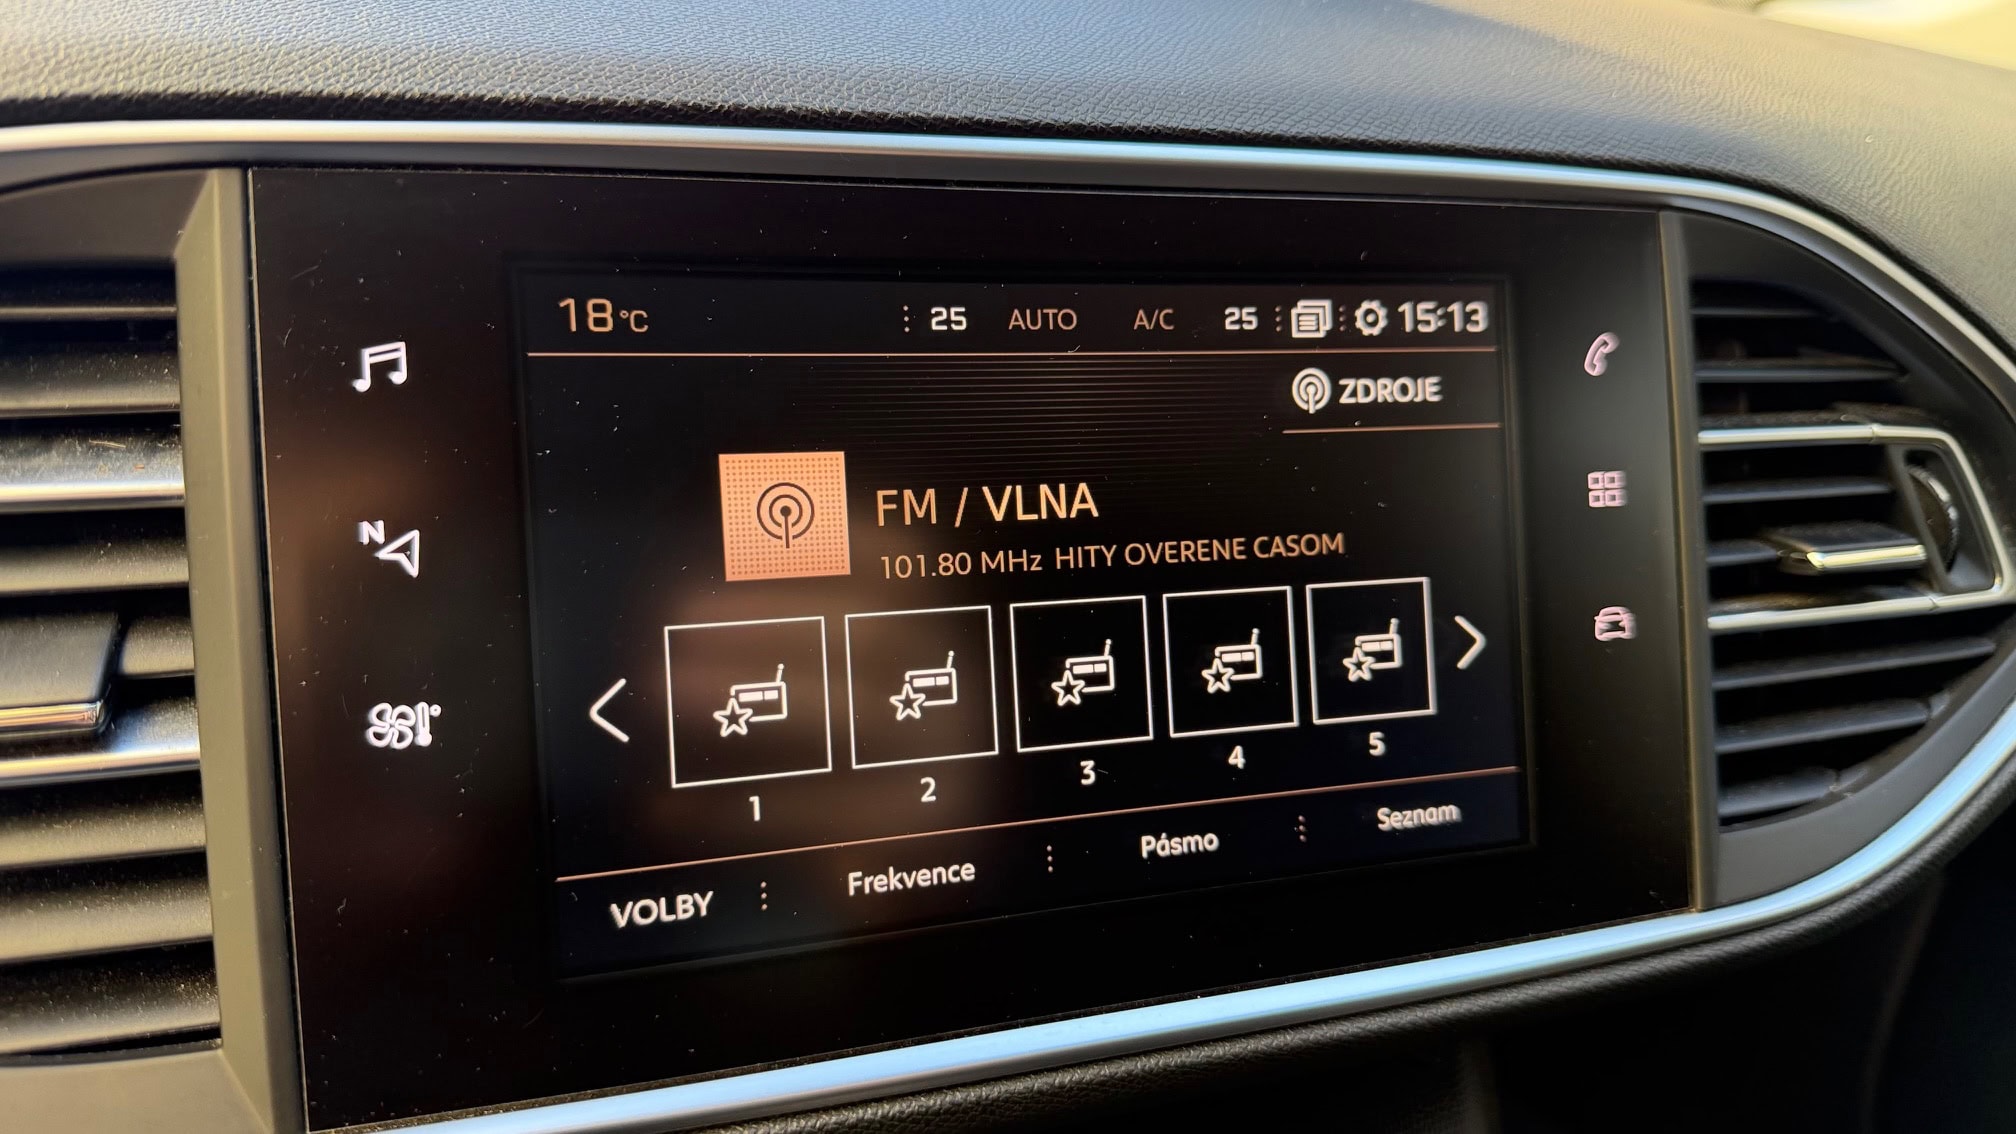 18°C 25 AUTO A/C 25 15:13
ZDROJE
N
FM / VLNA
101.80 MHz HITY OVERENE CASOM
1 2 3 4 5
VOLBY Frekvence Pásmo Seznam